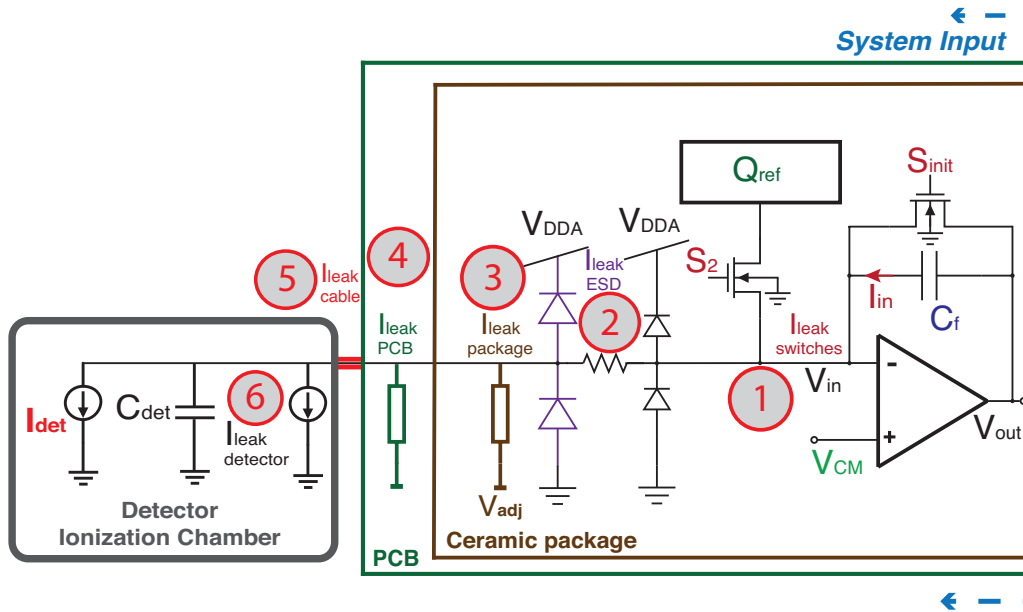 System Input
Qref
Sinit
VDDA
VDDA
4
5
Ileak
cable
3
Ileak
ESD
S2
Iin
Cf
Ileak
PCB
Ileak
package
2
Ileak
switches
1
Vin
-
+
Vout
VCM
Idet
Cdet
6
Ileak
detector
Vadj
Detector
Ionization Chamber
PCB
Ceramic package